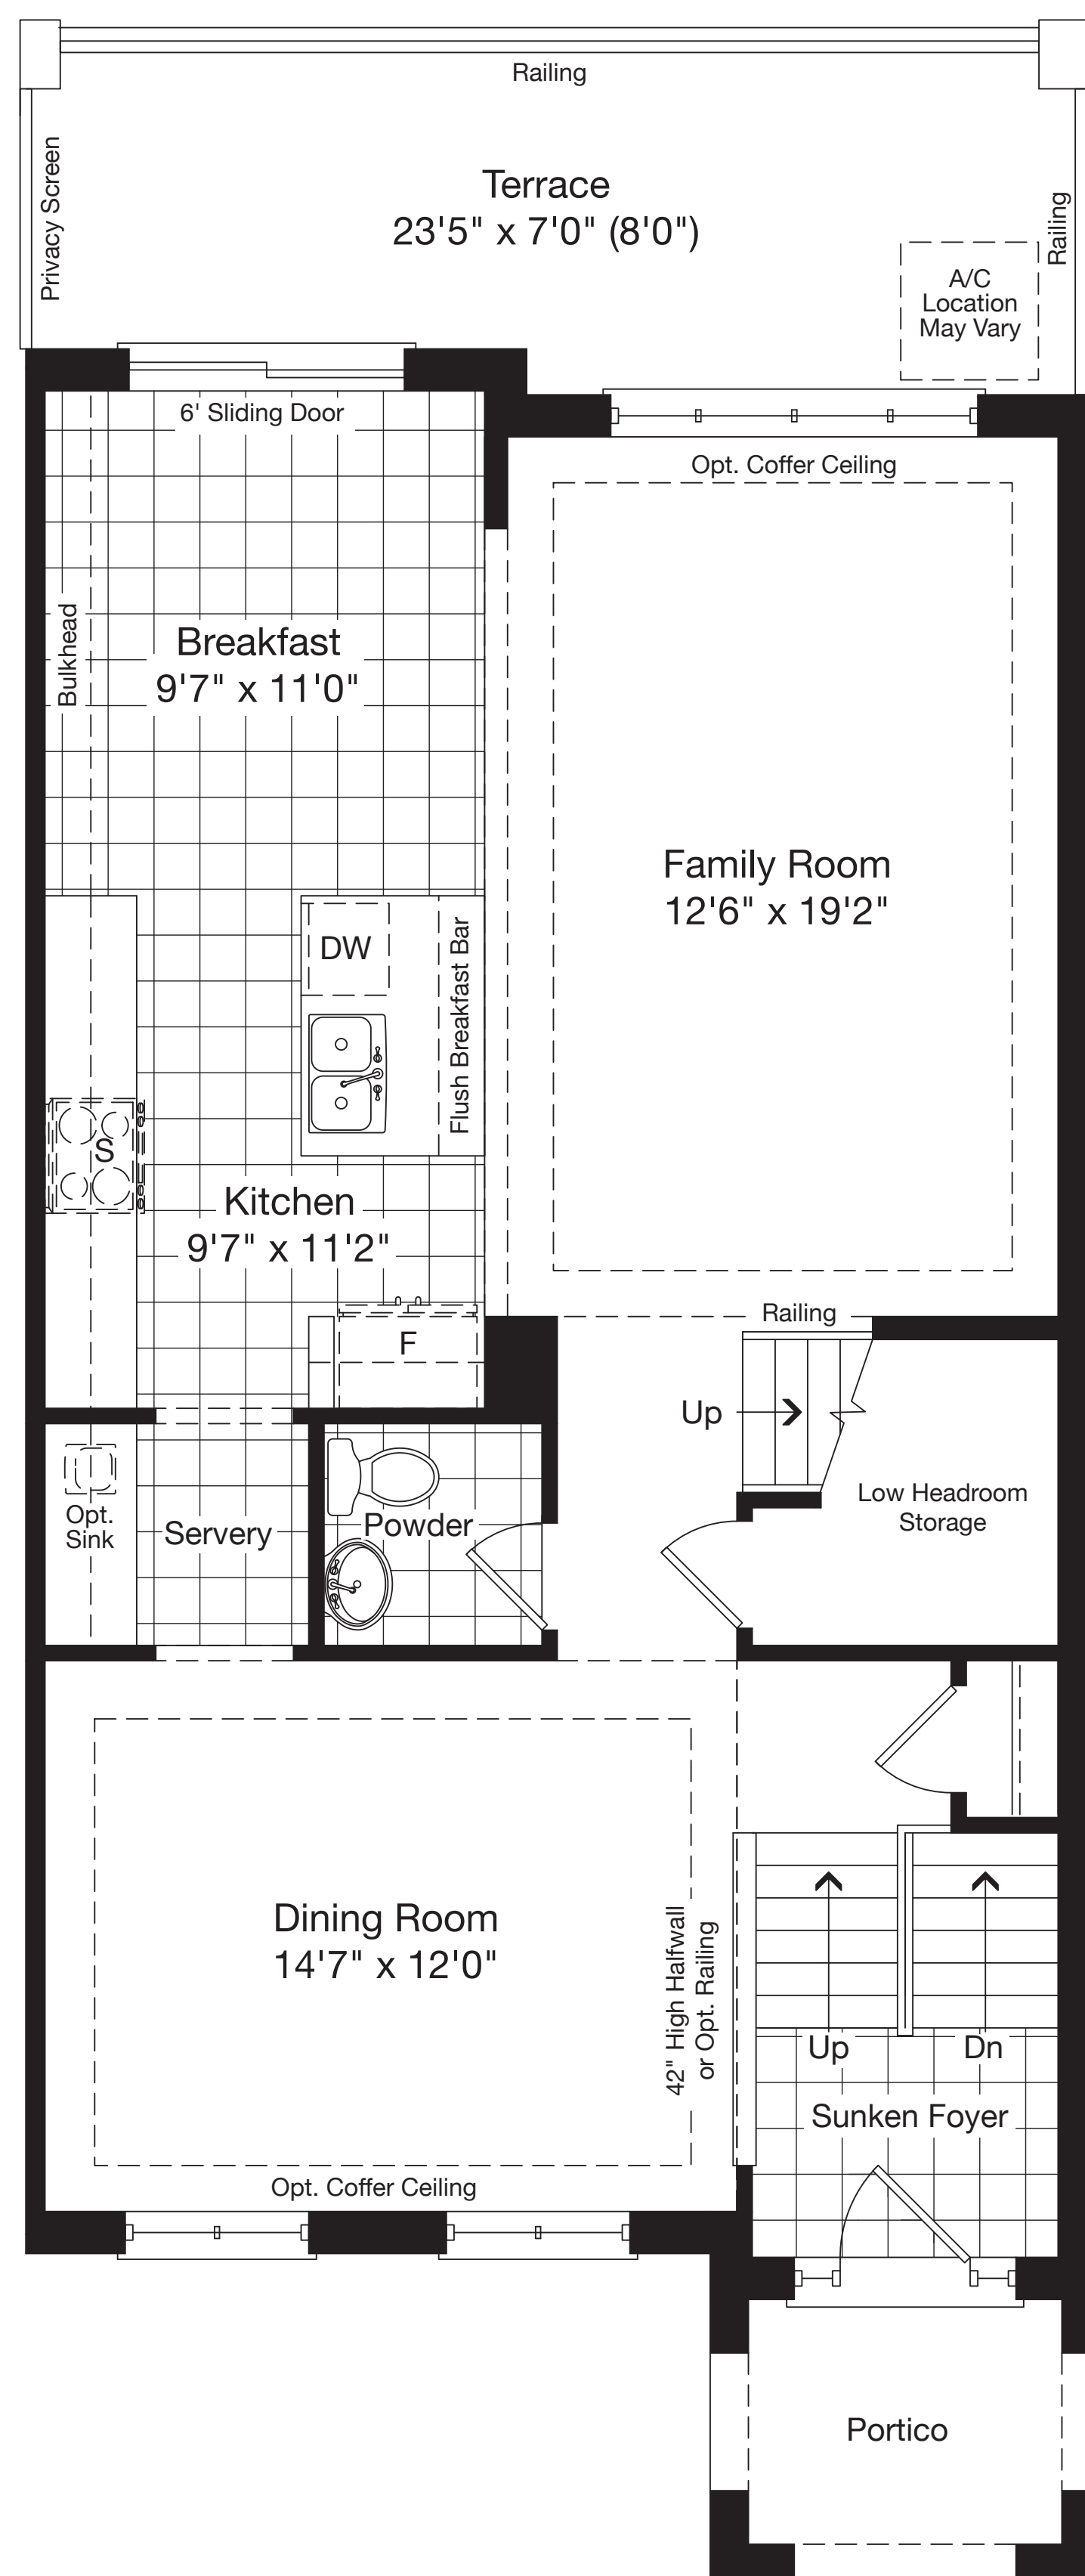 Railing
Privacy Screen
Terrace
23'5" x 7'0" (8'0")
Railing
A/C
Location
May Vary
6' Sliding Door
Opt. Coffer Ceiling
Bulkhead
Breakfast
9'7" x 11'0"
Family Room
12'6" x 19'2"
DW
Flush Breakfast Bar
S
Kitchen
9'7" x 11'2"
F
Railing
Up
Low Headroom
Storage
Opt.
Sink
Servery
Powder
Dining Room
14'7" x 12'0"
42" High Halfwall
or Opt. Railing
Up
Dn
Sunken Foyer
Opt. Coffer Ceiling
Portico